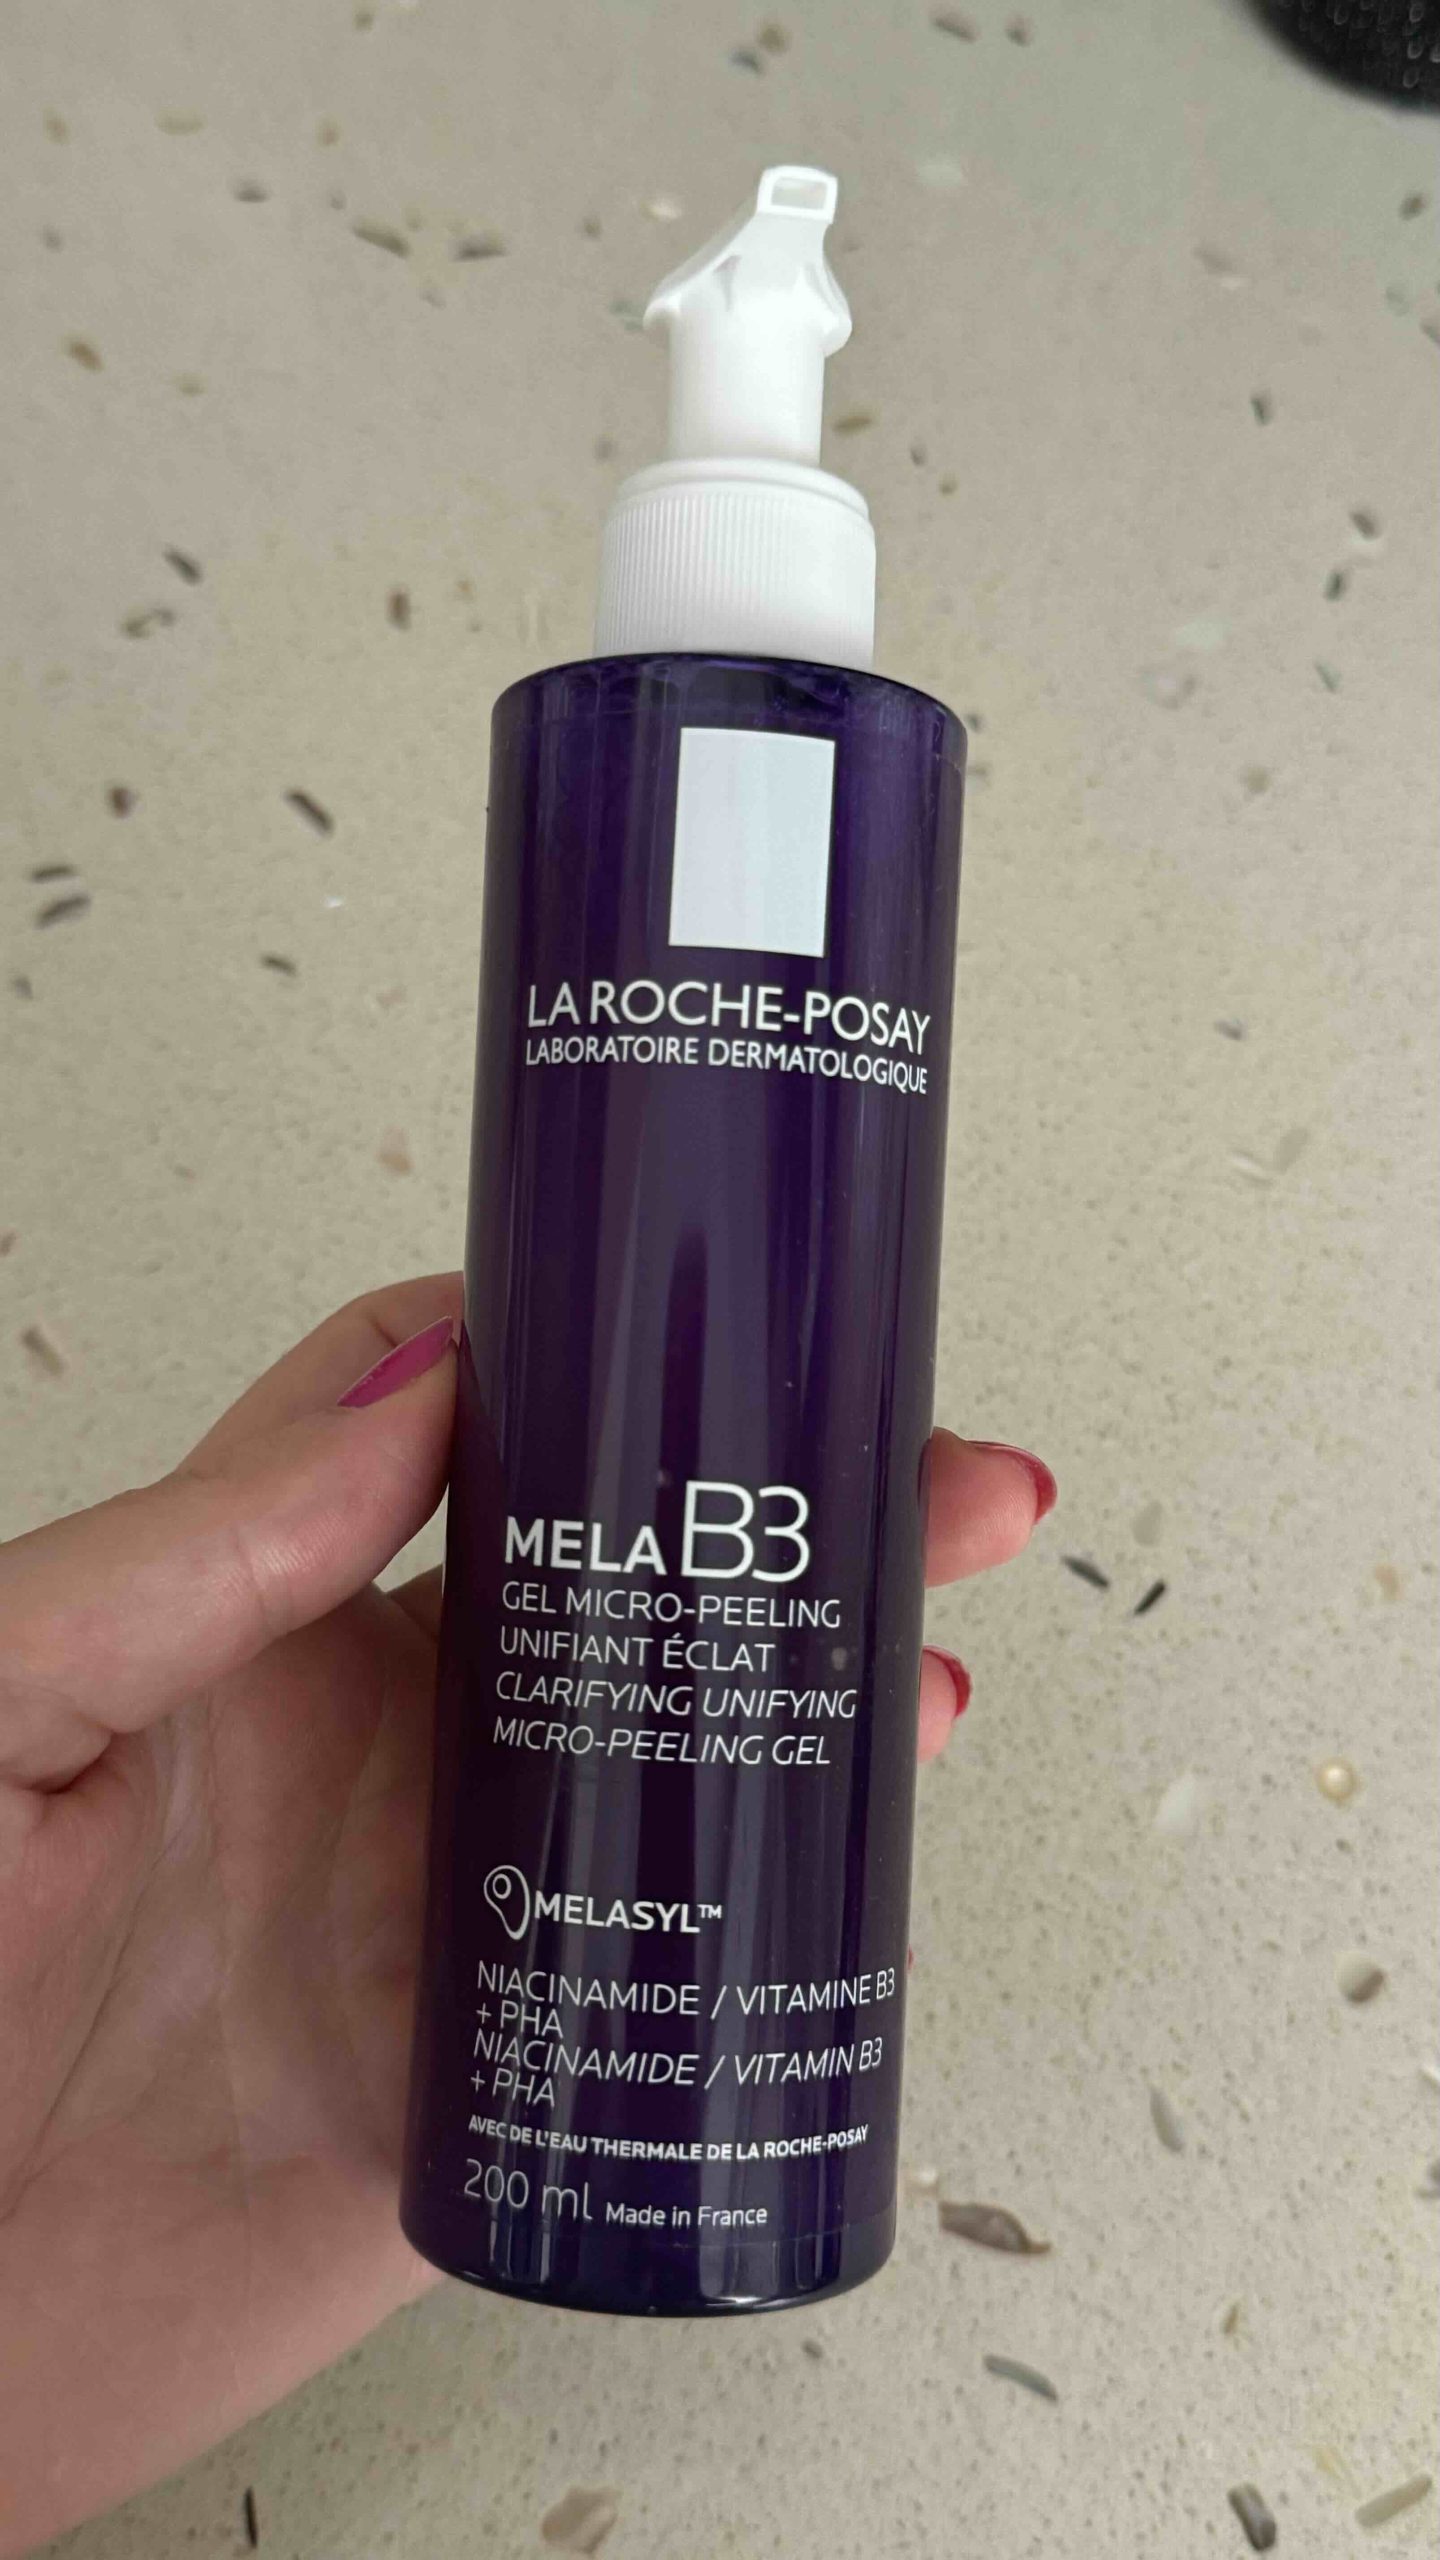 LA ROCHE-POSAY
LABORATOIRE DERMATOLOGIQUE
MELA B3
GEL MICRO-PEELING
UNIFIANT ÉCLAT
CLARIFYING UNIFYING
MICRO-PEELING GEL
MELASYL™
NIACINAMIDE / VITAMINE B3
+ PHA
NIACINAMIDE / VITAMIN B3
+ PHA
AVEC DE L'EAU THERMALE DE LA ROCHE-POSAY
200 ml Made in France